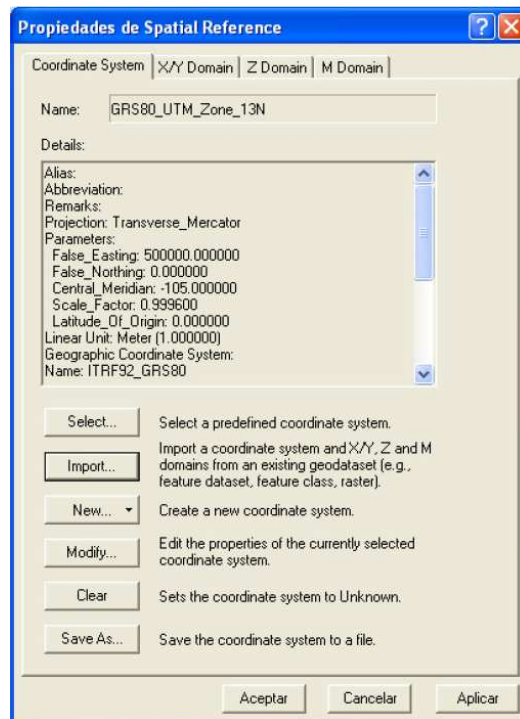 Propiedades de Spatial Reference
Coordinate System
X/Y Domain
Z Domain
M Domain
Name:
GRS80_UTM_Zone_13N
Details:
Alias:
Abbreviation:
Remarks:
Projection: Transverse_Mercator
Parameters:
False_Easting: 500000.000000
False_Northing: 0.000000
Central_Meridian: -105.000000
Scale_Factor: 0.999600
Latitude_Of_Origin: 0.000000
Linear Unit: Meter (1.000000)
Geographic Coordinate System:
Name: ITRF92_GRS80
Select...
Select a predefined coordinate system.
Import...
Import a coordinate system and X/Y, Z and M
domains from an existing geodataset (e.g.,
feature dataset, feature class, raster).
New...
Create a new coordinate system.
Modify...
Edit the properties of the currently selected
coordinate system.
Clear
Sets the coordinate system to Unknown.
Save As...
Save the coordinate system to a file.
Aceptar
Cancelar
Aplicar